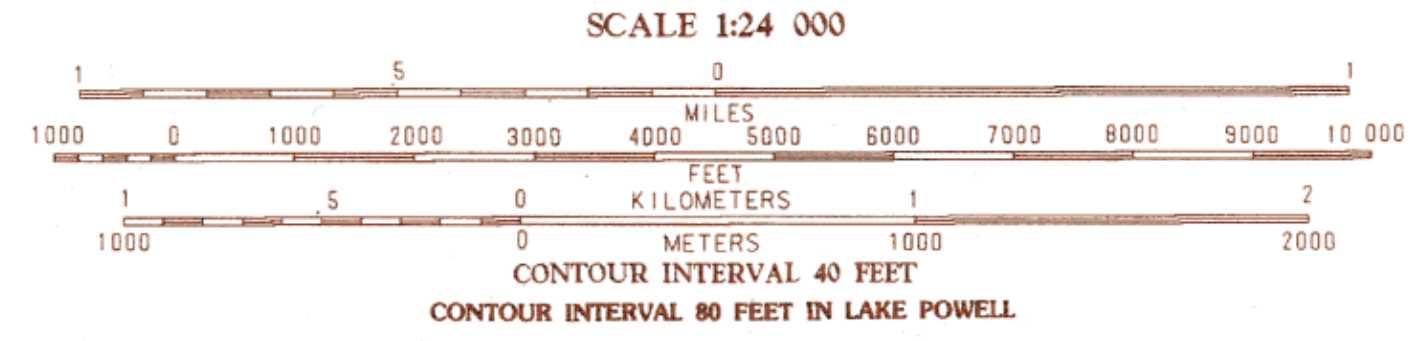 SCALE 1:24 000
1 .5 0 1
MILES
1000 0 1000 2000 3000 4000 5000 6000 7000 8000 9000 10 000
FEET
1 .5 0 KILOMETERS 1 2
1000 0 METERS 1000 2000
CONTOUR INTERVAL 40 FEET
CONTOUR INTERVAL 80 FEET IN LAKE POWELL